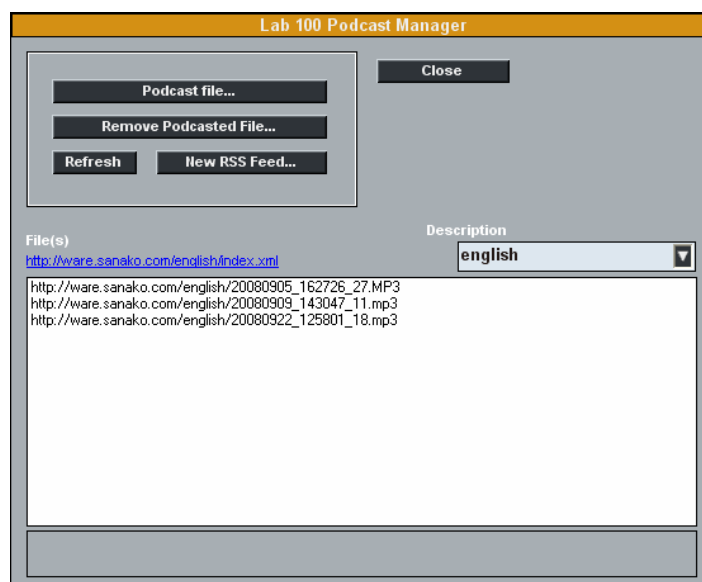 Lab 100 Podcast Manager
Podcast file...
Close
Remove Podcasted File...
Refresh
New RSS Feed...
File(s)
Description
http://ware.sanako.com/english/index.xml
english
http://ware.sanako.com/english/20080905_162726_27.MP3
http://ware.sanako.com/english/20080909_143047_11.mp3
http://ware.sanako.com/english/20080922_125801_18.mp3